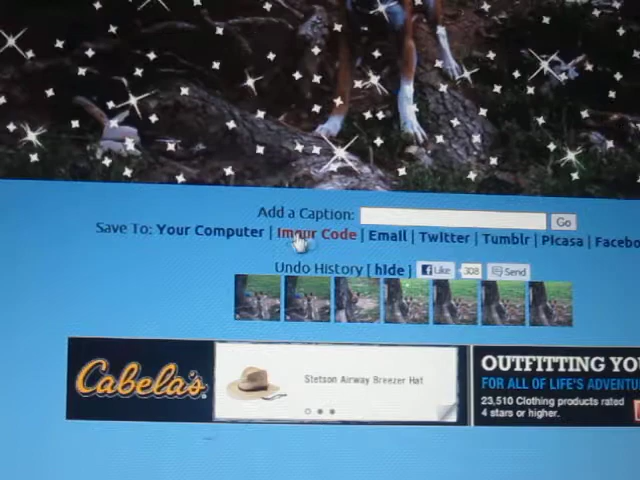 Add a Caption: Go
Save To: Your Computer | Imgur Code | Email | Twitter | Tumblr | Picasa | Facebo
Undo History [ hide ] Like 308 Send
Cabela's
Stetson Airway Breezer Hat
OUTFITTING YO
FOR ALL OF LIFE'S ADVENTU
23,510 Clothing products rated
4 stars or higher.